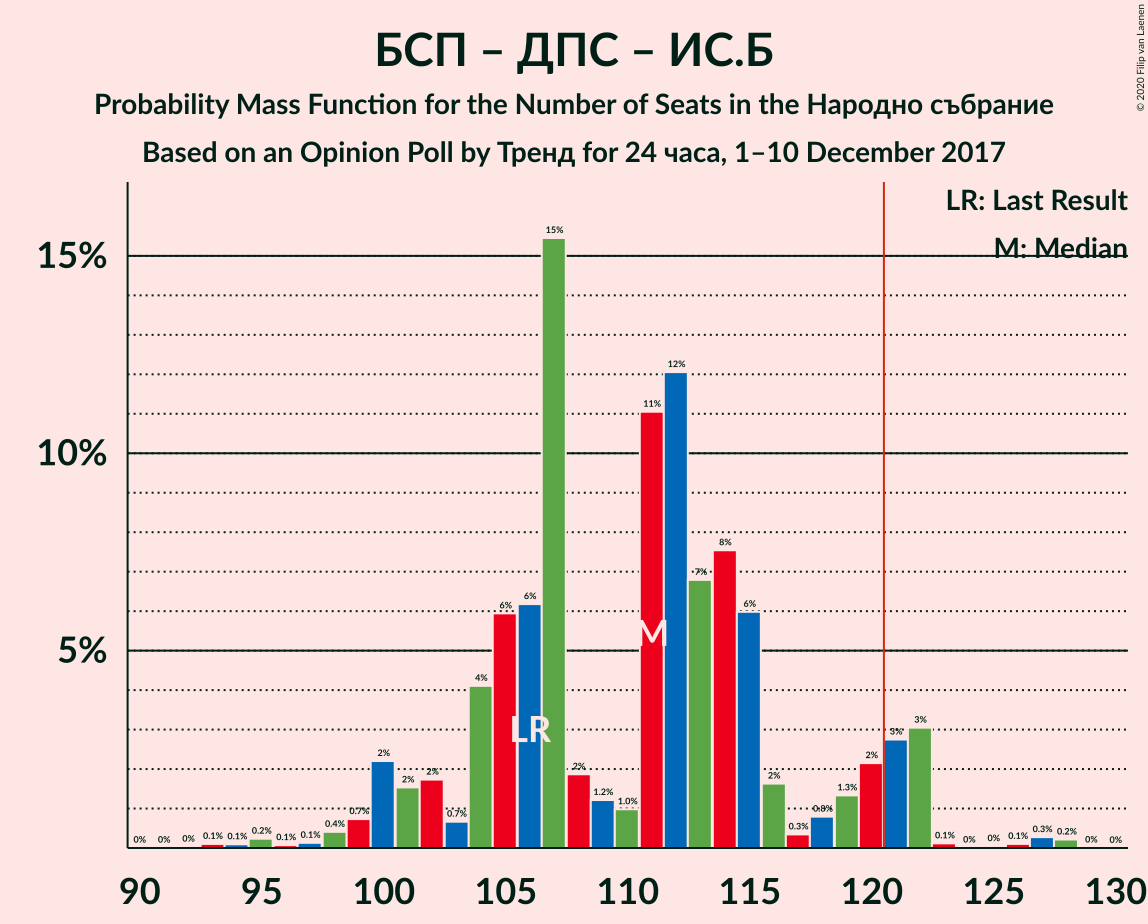 БСП – ДПС – ИС.Б
Probability Mass Function for the Number of Seats in the Народно събрание
Based on an Opinion Poll by Тренд for 24 часа, 1–10 December 2017
© 2020 Filip van Laenen
LR: Last Result
M: Median
15%
10%
5%
0% 0% 0% 0.1% 0.1% 0.2% 0.1% 0.1% 0.4% 0.7% 2% 2% 2% 0.7% 4% 6% 6% 15% 2% 1.2% 1.0% 11% 12% 7% 8% 6% 2% 0.3% 0.8% 1.3% 2% 3% 3% 0.1% 0% 0% 0.1% 0.3% 0.2% 0% 0%
M
LR
90 95 100 105 110 115 120 125 130